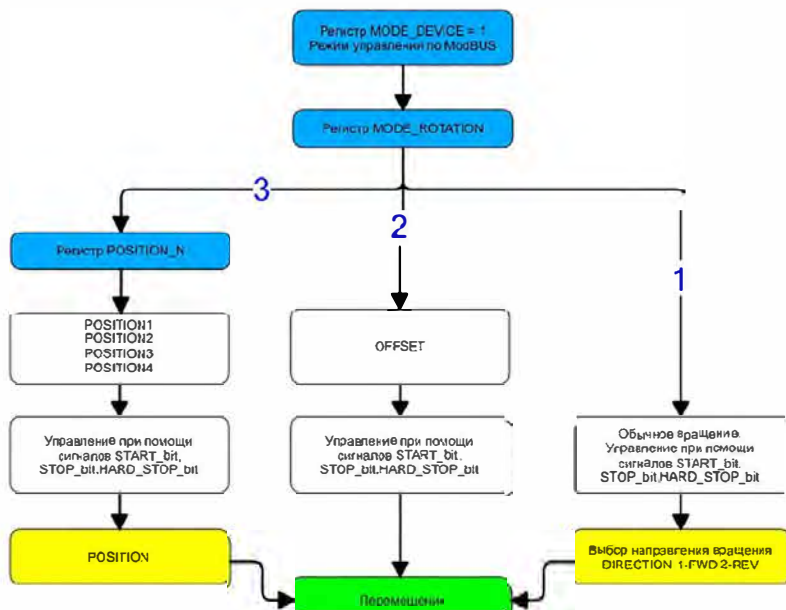 Регистр MODE_DEVICE = 1
Режим управления по ModBUS
Регистр MODE_ROTATION
3
2
1
Регистр POSITION_N
POSITION1
POSITION2
POSITION3
POSITION4
OFFSET
Управление при помощи
сигналов START_bit,
STOP_bit,HARD_STOP_bit
Управление при помощи
сигналов START_bit,
STOP_bit,HARD_STOP_bit
Обычное вращение.
Управление при помощи
сигналов START_bit,
STOP_bit,HARD_STOP_bit
POSITION
Выбор направления вращения
DIRECTION 1-FWD 2-REV
Перемещения